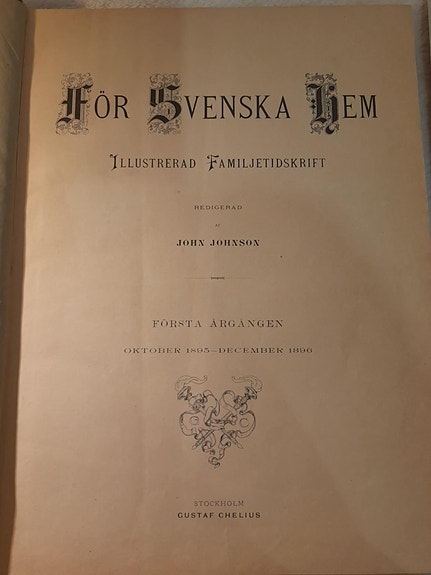 För Svenska Hem
Illustrerad Familjetidskrift
REDIGERAD
AF
JOHN JOHNSON
FÖRSTA ÅRGÅNGEN
OKTOBER 1895–DECEMBER 1896
STOCKHOLM
GUSTAF CHELIUS